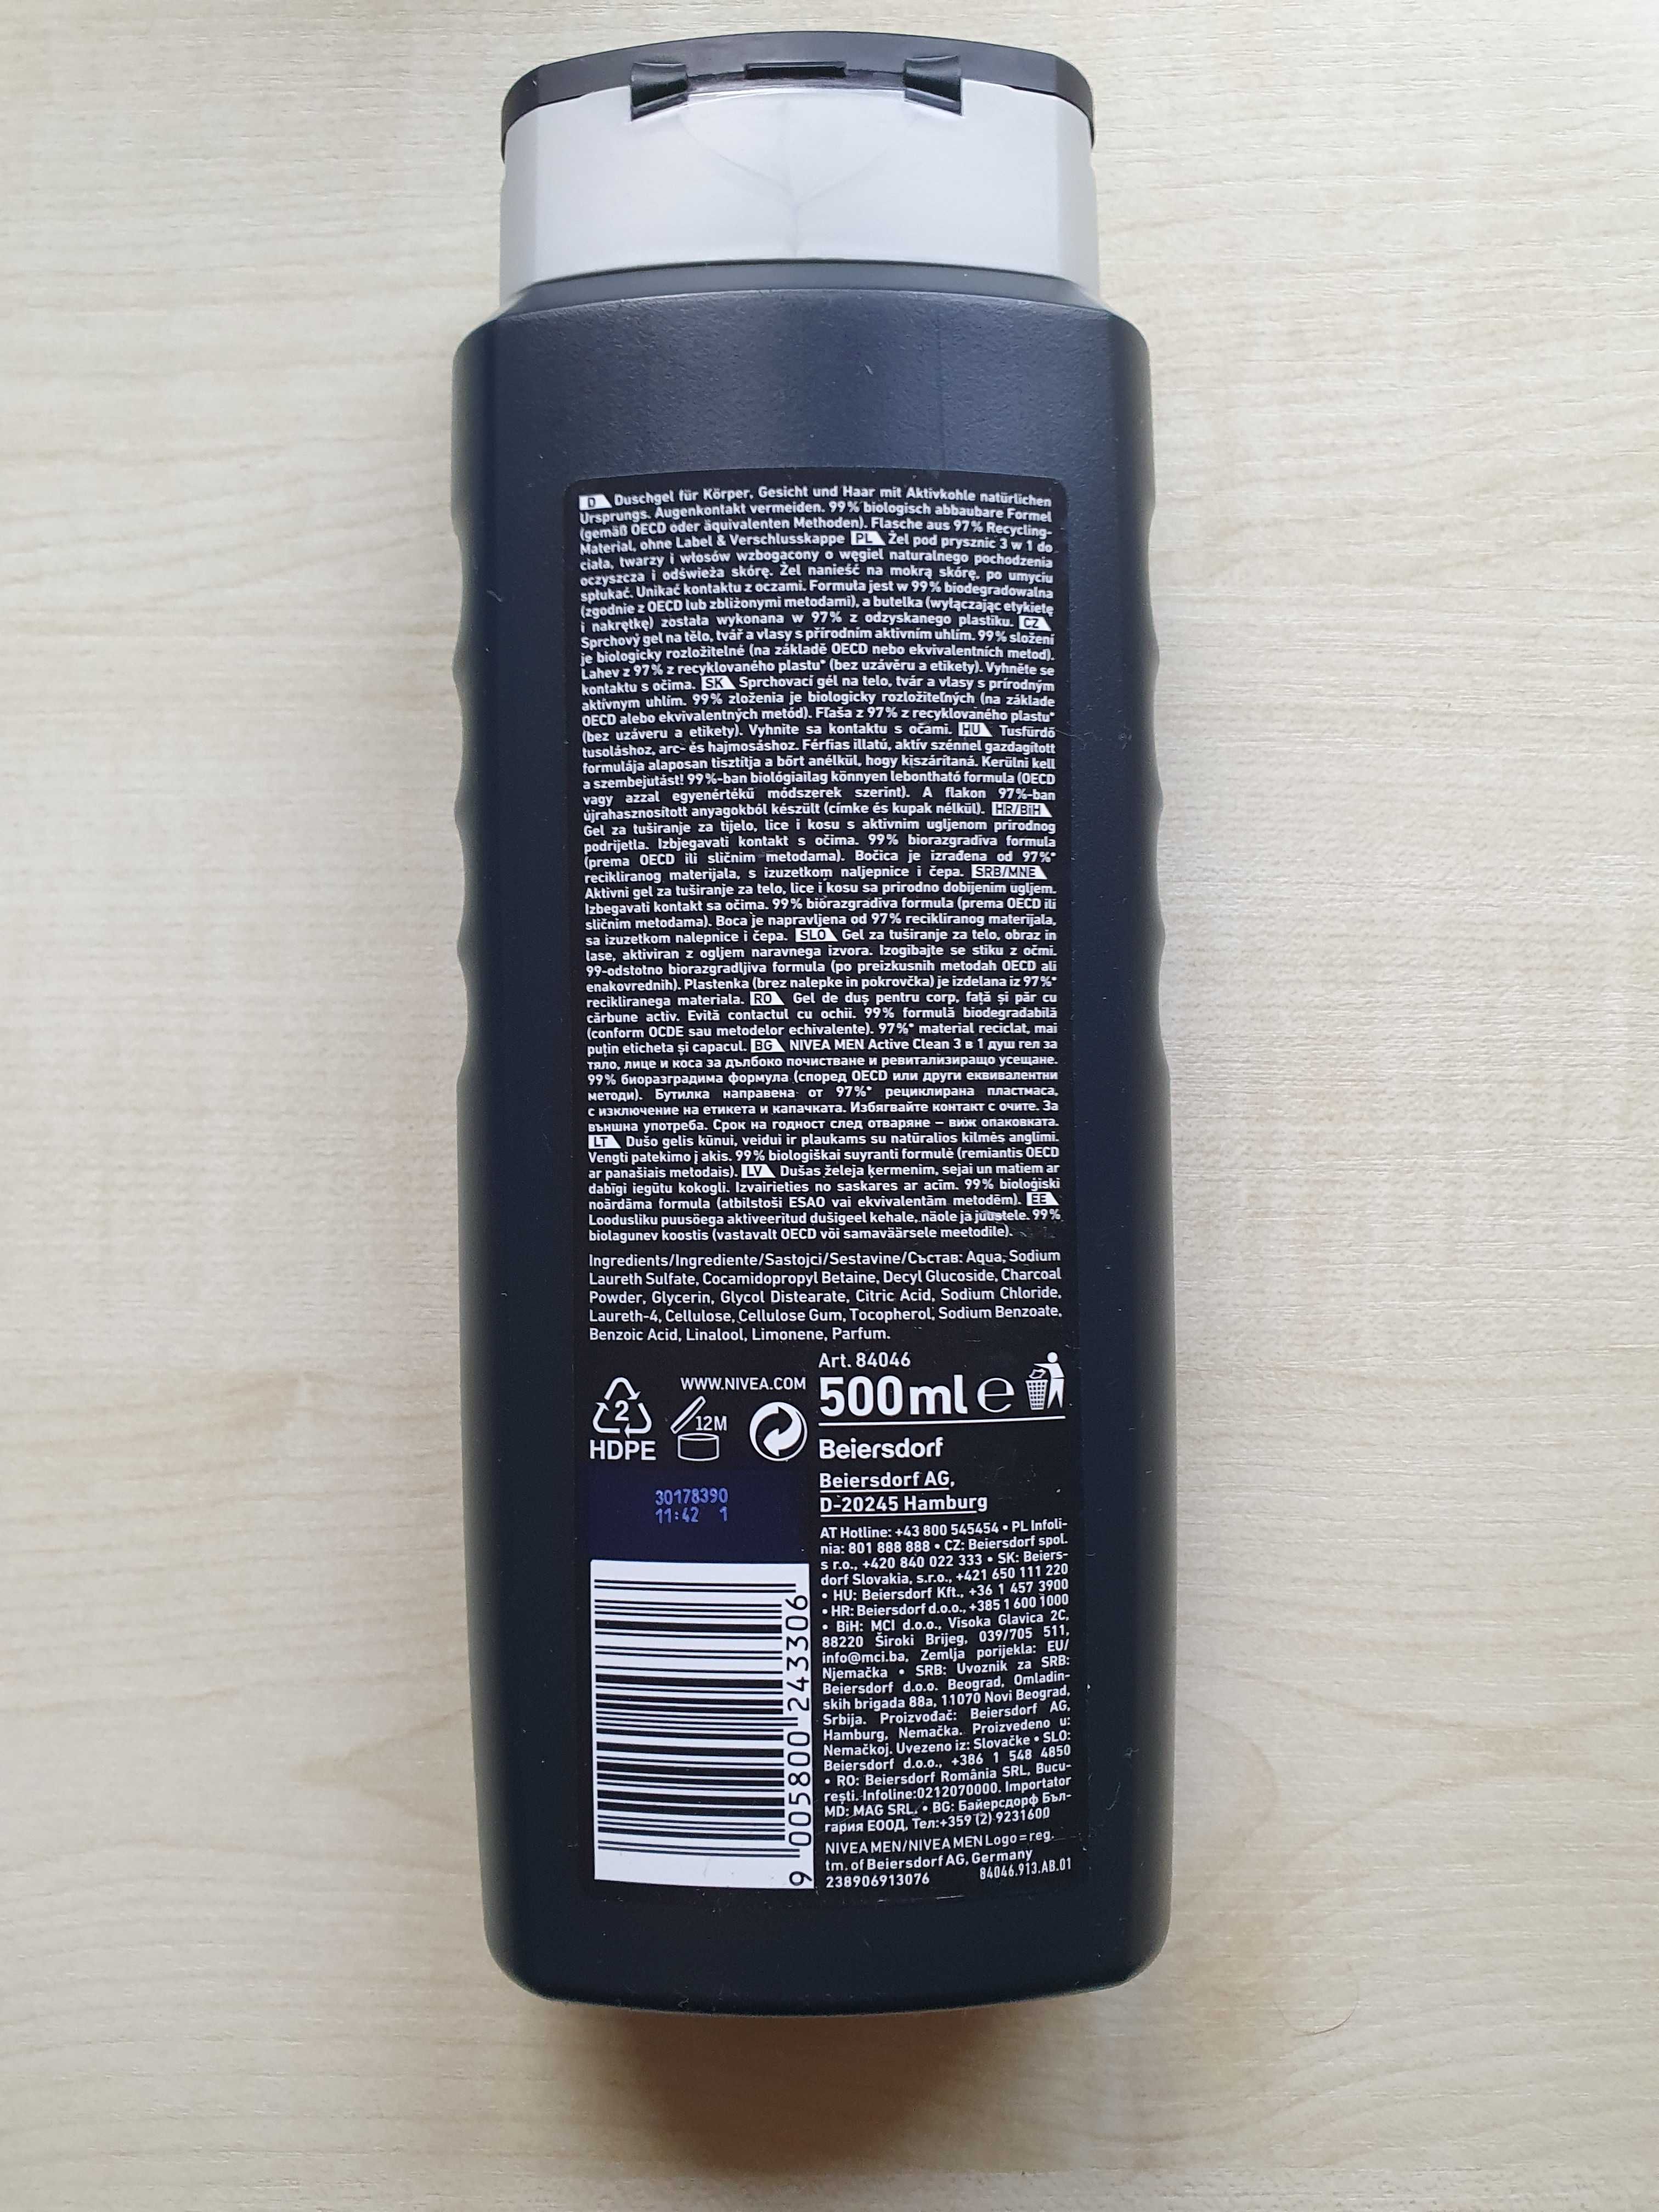 D Duschgel für Körper, Gesicht und Haar mit Aktivkohle natürlichen
Ursprungs. Augenkontakt vermeiden. 99% biologisch abbaubare Formel
(gemäß OECD oder äquivalenten Methoden). Flasche aus 97% Recycling-
Material, ohne Label & Verschlusskappe PL Żel pod prysznic 3 w 1 do
ciała, twarzy i włosów wzbogacony o węgiel naturalnego pochodzenia
oczyszcza i odświeża skórę. Żel nanieść na mokrą skórę, po umyciu
spłukać. Unikać kontaktu z oczami. Formuła jest w 99% biodegradowalna
(zgodnie z OECD lub zbliżonymi metodami), a butelka (wyłączając etykietę
i nakrętkę) została wykonana w 97% z odzyskanego plastiku. CZ
Sprchový gel na tělo, tvář a vlasy s přírodním aktivním uhlím. 99% složení
je biologicky rozložitelné (na základě OECD nebo ekvivalentních metod).
Lahev z 97% z recyklovaného plastu* (bez uzávěru a etikety). Vyhněte se
kontaktu s očima. SK Sprchovací gél na telo, tvár a vlasy s prírodným
aktívnym uhlím. 99% zloženia je biologicky rozložiteľných (na základe
OECD alebo ekvivalentných metód). Fľaša z 97% z recyklovaného plastu*
(bez uzáveru a etikety). Vyhnite sa kontaktu s očami. HU Tusfürdő
tusoláshoz, arc- és hajmosáshoz. Férfias illatú, aktív szénnel gazdagított
formulája alaposan tisztítja a bőrt anélkül, hogy kiszárítaná. Kerülni kell
a szembejutást! 99%-ban biológiailag könnyen lebontható formula (OECD
vagy azzal egyenértékű módszerek szerint). A flakon 97%-ban
újrahasznosított anyagokból készült (címke és kupak nélkül). HR/BiH
Gel za tuširanje za tijelo, lice i kosu s aktivnim ugljenom prirodnog
podrijetla. Izbjegavati kontakt s očima. 99% biorazgradiva formula
(prema OECD ili sličnim metodama). Bočica je izrađena od 97%*
recikliranog materijala, s izuzetkom naljepnice i čepa. SRB/MNE
Aktivni gel za tuširanje za telo, lice i kosu sa prirodno dobijenim ugljem.
Izbegavati kontakt sa očima. 99% biorazgradiva formula (prema OECD ili
sličnim metodama). Boca je napravljena od 97% recikliranog materijala,
sa izuzetkom nalepnice i čepa. SLO Gel za tuširanje za telo, obraz in
lase, aktiviran z ogljem naravnega izvora. Izogibajte se stiku z očmi.
99-odstotno biorazgradljiva formula (po preizkusnih metodah OECD ali
enakovrednih). Plastenka (brez nalepke in pokrovčka) je izdelana iz 97%*
recikliranega materiala. RO Gel de duș pentru corp, față și păr cu
cărbune activ. Evită contactul cu ochii. 99% formulă biodegradabilă
(conform OCDE sau metodelor echivalente). 97%* material reciclat, mai
puțin eticheta și capacul. BG NIVEA MEN Active Clean 3 в 1 душ гел за
тяло, лице и коса за дълбоко почистване и ревитализиращо усещане.
99% биоразградима формула (според OECD или други еквивалентни
методи). Бутилка направена от 97%* рециклирана пластмаса,
с изключение на етикета и капачката. Избягвайте контакт с очите. За
външна употреба. Срок на годност след отваряне – виж опаковката.
LT Dušo gelis kūnui, veidui ir plaukams su natūralios kilmės anglimi.
Vengti patekimo į akis. 99% biologiškai suyranti formulė (remiantis OECD
ar panašiais metodais). LV Dušas želeja ķermenim, sejai un matiem ar
dabīgi iegūtu kokogli. Izvairieties no saskares ar acīm. 99% bioloģiski
noārdāma formula (atbilstoši ESAO vai ekvivalentām metodēm). EE
Loodusliku puusöega aktiveeritud dušigeel kehale, näole ja juustele. 99%
biolagunev koostis (vastavalt OECD või samaväärsele meetodile).
Ingredients/Ingrediente/Sastojci/Sestavine/Състав: Aqua, Sodium
Laureth Sulfate, Cocamidopropyl Betaine, Decyl Glucoside, Charcoal
Powder, Glycerin, Glycol Distearate, Citric Acid, Sodium Chloride,
Laureth-4, Cellulose, Cellulose Gum, Tocopherol, Sodium Benzoate,
Benzoic Acid, Linalool, Limonene, Parfum.
Art. 84046
WWW.NIVEA.COM
500ml e
2
HDPE
12M
Beiersdorf
Beiersdorf AG,
D-20245 Hamburg
30178390
11:42 1
AT Hotline: +43 800 545454 • PL Infoli-
nia: 801 888 888 • CZ: Beiersdorf spol.
s r.o., +420 840 022 333 • SK: Beiers-
dorf Slovakia, s.r.o., +421 650 111 220
• HU: Beiersdorf Kft., +36 1 457 3900
• HR: Beiersdorf d.o.o., +385 1 600 1000
• BiH: MCI d.o.o., Visoka Glavica 2C,
88220 Široki Brijeg, 039/705 511,
info@mci.ba, Zemlja porijekla: EU/
Njemačka • SRB: Uvoznik za SRB:
Beiersdorf d.o.o. Beograd, Omladin-
skih brigada 88a, 11070 Novi Beograd,
Srbija. Proizvođač: Beiersdorf AG,
Hamburg, Nemačka. Proizvedeno u:
Nemačkoj. Uvezeno iz: Slovačke • SLO:
Beiersdorf d.o.o., +386 1 548 4850
• RO: Beiersdorf România SRL, Bucu-
rești. Infoline:0212070000. Importator
MD: MAG SRL. • BG: Байерсдорф Бъл-
гария ЕООД, Тел:+359 (2) 9231600
NIVEA MEN/NIVEA MEN Logo = reg.
tm. of Beiersdorf AG, Germany
238906913076 84046.913.AB.01
9 005800 243306